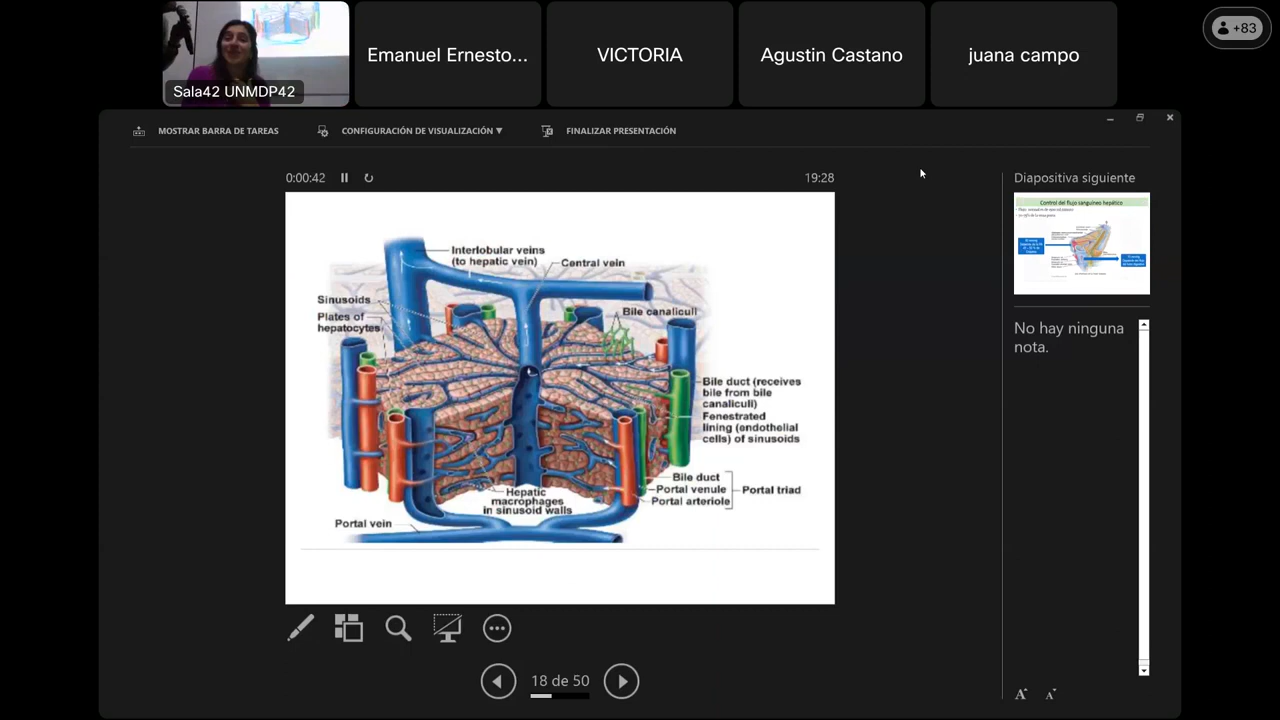 Emanuel Ernesto...
VICTORIA
Agustin Castano
juana campo
+83
Sala42 UNMDP42
MOSTRAR BARRA DE TAREAS
CONFIGURACIÓN DE VISUALIZACIÓN ▼
FINALIZAR PRESENTACIÓN
0:00:42
19:28
Diapositiva siguiente
Control del flujo sanguíneo hepático
Interlobular veins
(to hepatic vein)
Central vein
Sinusoids
Plates of
hepatocytes
Bile canaliculi
Bile duct (receives
bile from bile
canaliculi)
Fenestrated
lining (endothelial
cells) of sinusoids
Bile duct
Portal venule
Portal arteriole
Portal triad
Hepatic
macrophages
in sinusoid walls
Portal vein
No hay ninguna
nota.
18 de 50
A
A